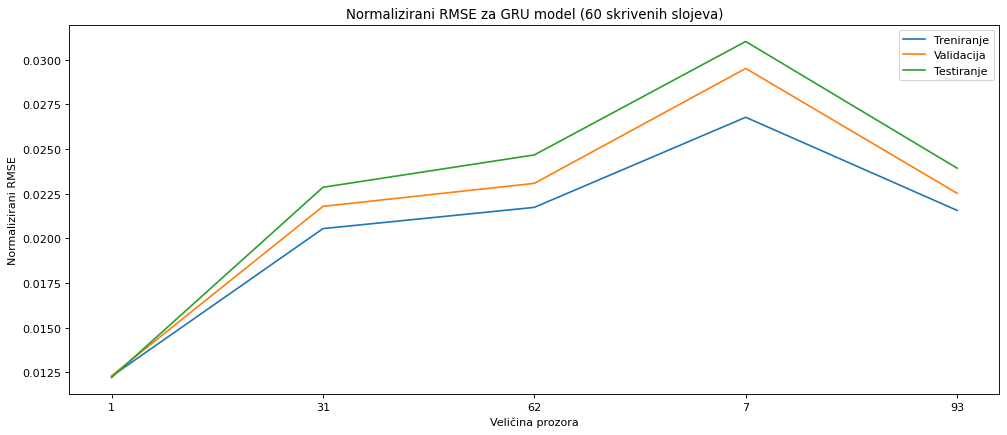 Normalizirani RMSE za GRU model (60 skrivenih slojeva)
Treniranje
Validacija
Testiranje
0.0300
0.0275
0.0250
0.0225
0.0200
0.0175
0.0150
0.0125
Normalizirani RMSE
1
31
62
7
93
Veličina prozora